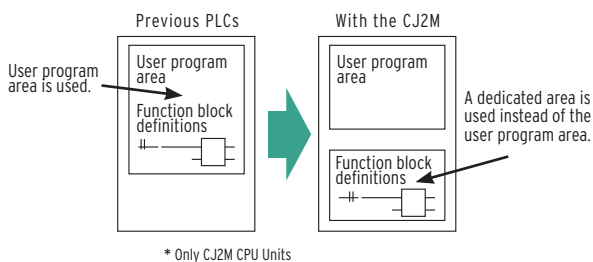 Previous PLCs
With the CJ2M
User program
area is used.
User program
area
Function block
definitions
User program
area
Function block
definitions
A dedicated area is
used instead of the
user program area.
* Only CJ2M CPU Units